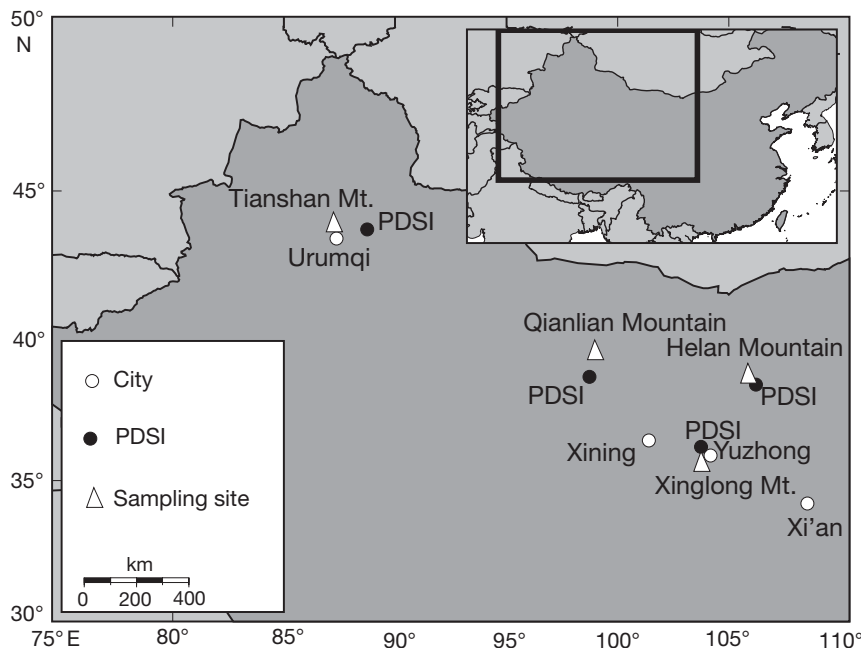 50°
N
45°
40°
35°
30°
Tianshan Mt.
PDSI
Urumqi
Qianlian Mountain
PDSI
Helan Mountain
PDSI
PDSI
Yuzhong
Xining
Xinglong Mt.
Xi'an
City
PDSI
Sampling site
km
0 200 400
75° E 80° 85° 90° 95° 100° 105° 110°